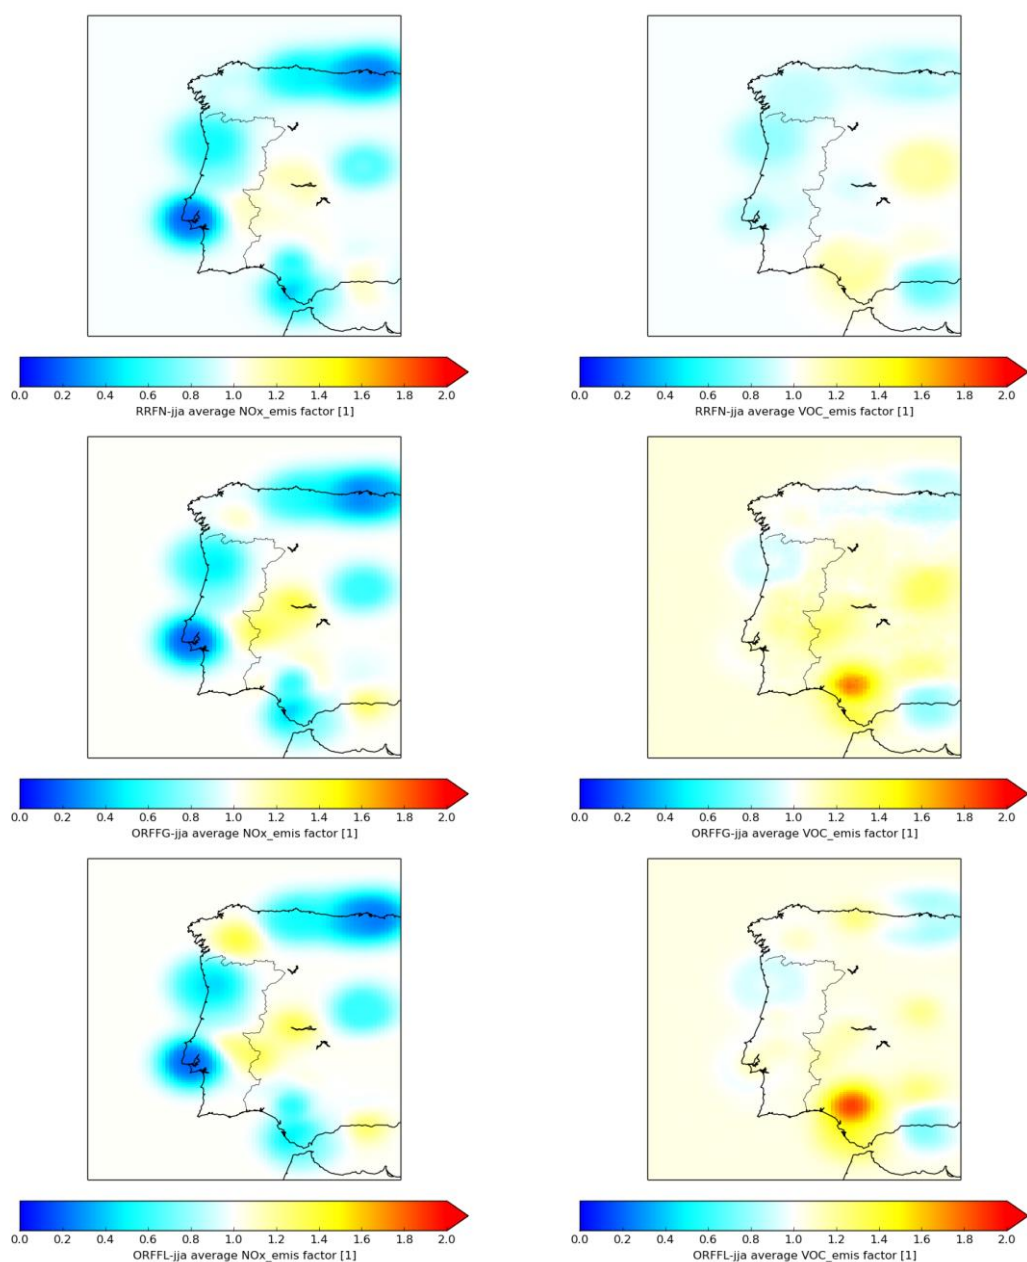 0.0 0.2 0.4 0.6 0.8 1.0 1.2 1.4 1.6 1.8 2.0
RRFN-jja average NOx_emis factor [1]
0.0 0.2 0.4 0.6 0.8 1.0 1.2 1.4 1.6 1.8 2.0
RRFN-jja average VOC_emis factor [1]
0.0 0.2 0.4 0.6 0.8 1.0 1.2 1.4 1.6 1.8 2.0
ORFFG-jja average NOx_emis factor [1]
0.0 0.2 0.4 0.6 0.8 1.0 1.2 1.4 1.6 1.8 2.0
ORFFG-jja average VOC_emis factor [1]
0.0 0.2 0.4 0.6 0.8 1.0 1.2 1.4 1.6 1.8 2.0
ORFFL-jja average NOx_emis factor [1]
0.0 0.2 0.4 0.6 0.8 1.0 1.2 1.4 1.6 1.8 2.0
ORFFL-jja average VOC_emis factor [1]